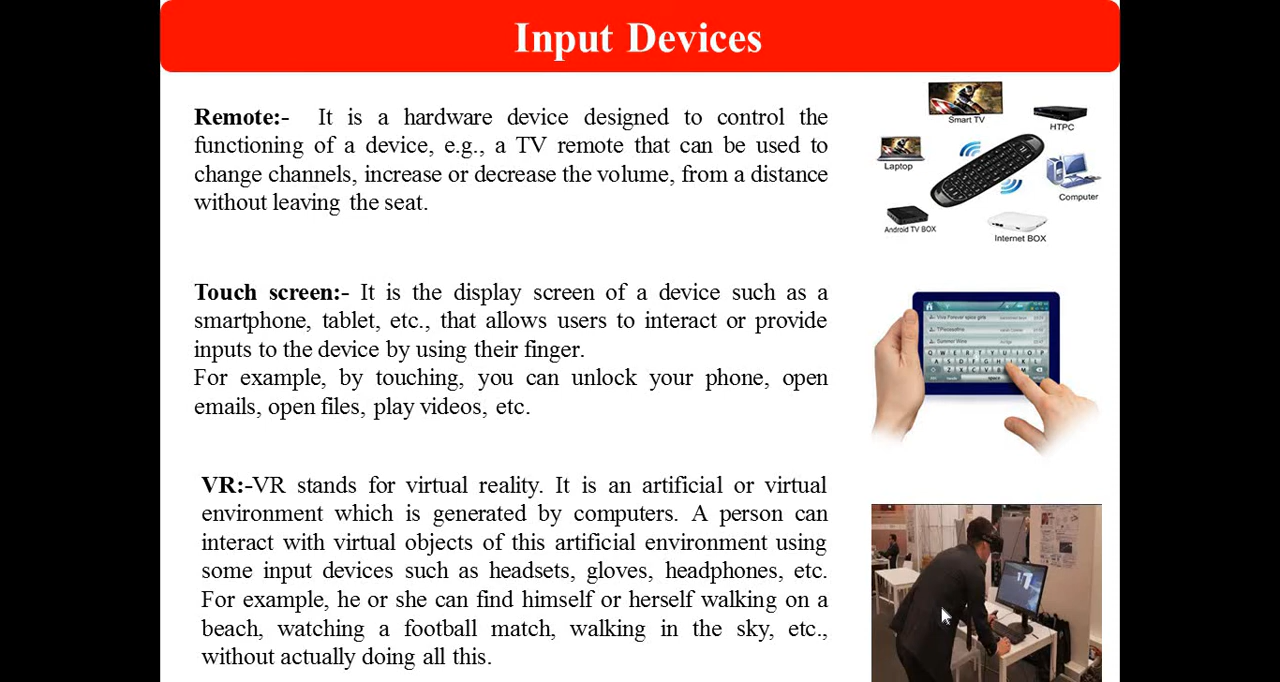 Input Devices
Remote:- It is a hardware device designed to control the
functioning of a device, e.g., a TV remote that can be used to
change channels, increase or decrease the volume, from a distance
without leaving the seat.
Smart TV
HTPC
Laptop
Computer
Android TV BOX
Internet BOX
Touch screen:- It is the display screen of a device such as a
smartphone, tablet, etc., that allows users to interact or provide
inputs to the device by using their finger.
For example, by touching, you can unlock your phone, open
emails, open files, play videos, etc.
Viva Forever spice girls
Summer Wine
Q W E R T Y U I O
space
VR:-VR stands for virtual reality. It is an artificial or virtual
environment which is generated by computers. A person can
interact with virtual objects of this artificial environment using
some input devices such as headsets, gloves, headphones, etc.
For example, he or she can find himself or herself walking on a
beach, watching a football match, walking in the sky, etc.,
without actually doing all this.